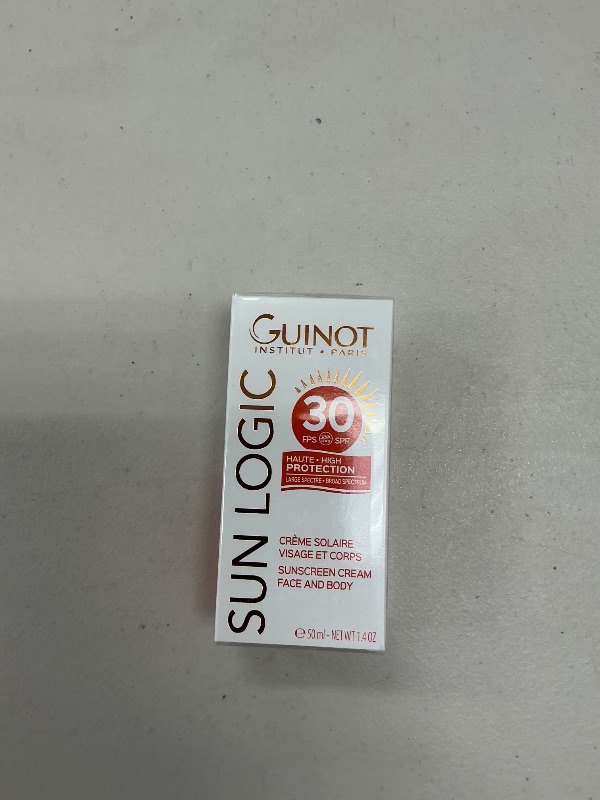 GUINOT
INSTITUT • PARIS
SUN LOGIC
30
FPS SPF
HAUTE • HIGH
PROTECTION
LARGE SPECTRE • BROAD SPECTRUM
CRÈME SOLAIRE
VISAGE ET CORPS
SUNSCREEN CREAM
FACE AND BODY
℮ 50 ml - NET WT 1.4 OZ